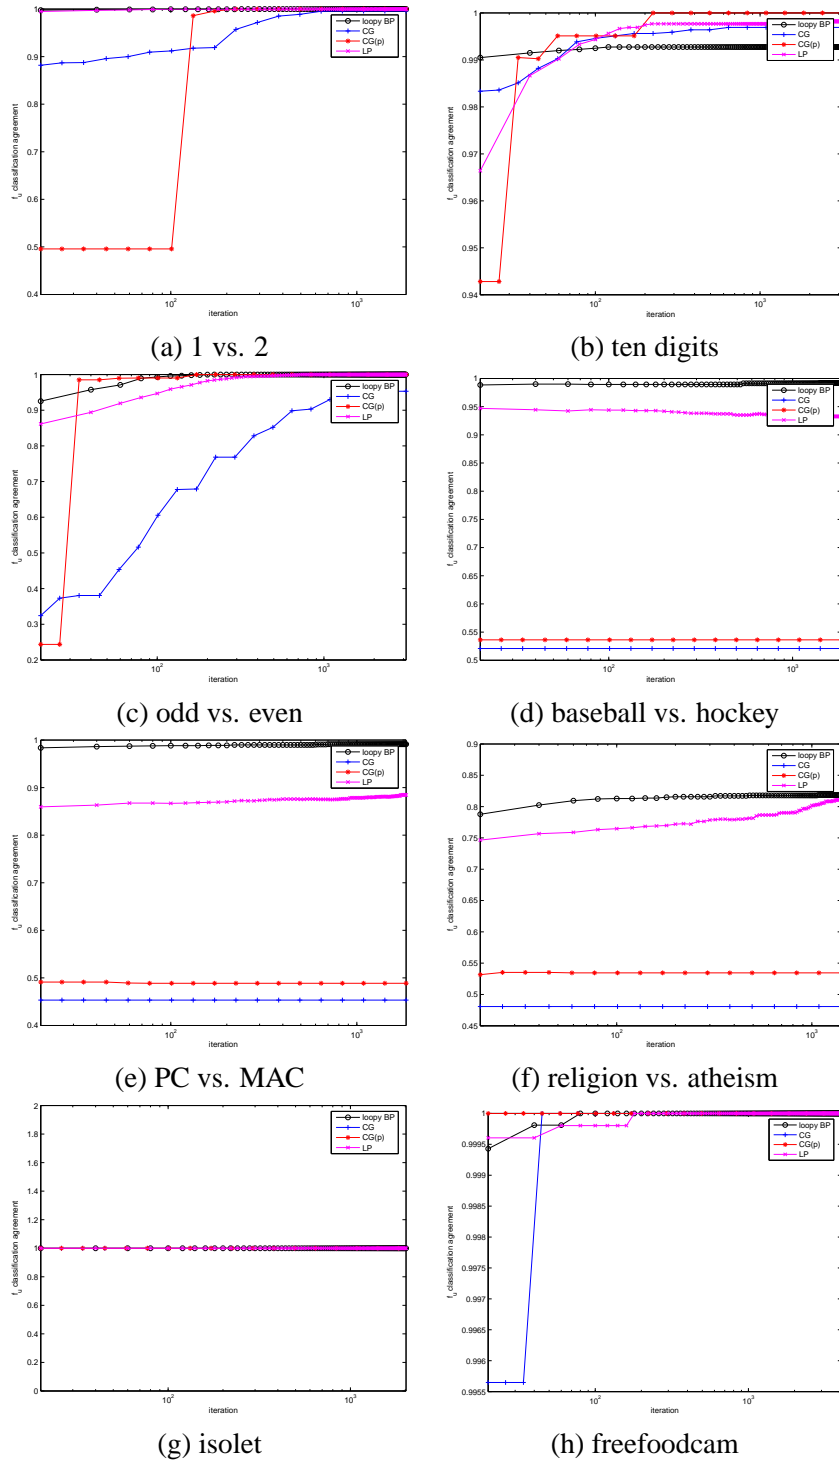 1
0.9
0.8
0.7
0.6
0.5
0.4
f_u classification agreement
10^2
10^3
iteration
loopy BP
CG
CG(p)
LP
(a) 1 vs. 2
1
0.99
0.98
0.97
0.96
0.95
0.94
f_u classification agreement
10^2
10^3
iteration
loopy BP
CG
CG(p)
LP
(b) ten digits
1
0.9
0.8
0.7
0.6
0.5
0.4
0.3
0.2
f_u classification agreement
10^2
10^3
iteration
loopy BP
CG
CG(p)
LP
(c) odd vs. even
1
0.95
0.9
0.85
0.8
0.75
0.7
0.65
0.6
0.55
0.5
f_u classification agreement
10^2
10^3
iteration
loopy BP
CG
CG(p)
LP
(d) baseball vs. hockey
1
0.9
0.8
0.7
0.6
0.5
0.4
f_u classification agreement
10^2
10^3
iteration
loopy BP
CG
CG(p)
LP
(e) PC vs. MAC
0.9
0.85
0.8
0.75
0.7
0.65
0.6
0.55
0.5
0.45
f_u classification agreement
10^2
10^3
iteration
loopy BP
CG
CG(p)
LP
(f) religion vs. atheism
2
1.8
1.6
1.4
1.2
1
0.8
0.6
0.4
0.2
0
f_u classification agreement
10^2
10^3
iteration
loopy BP
CG
CG(p)
LP
(g) isolet
1
0.9995
0.999
0.9985
0.998
0.9975
0.997
0.9965
0.996
0.9955
f_u classification agreement
10^2
10^3
iteration
loopy BP
CG
CG(p)
LP
(h) freefoodcam